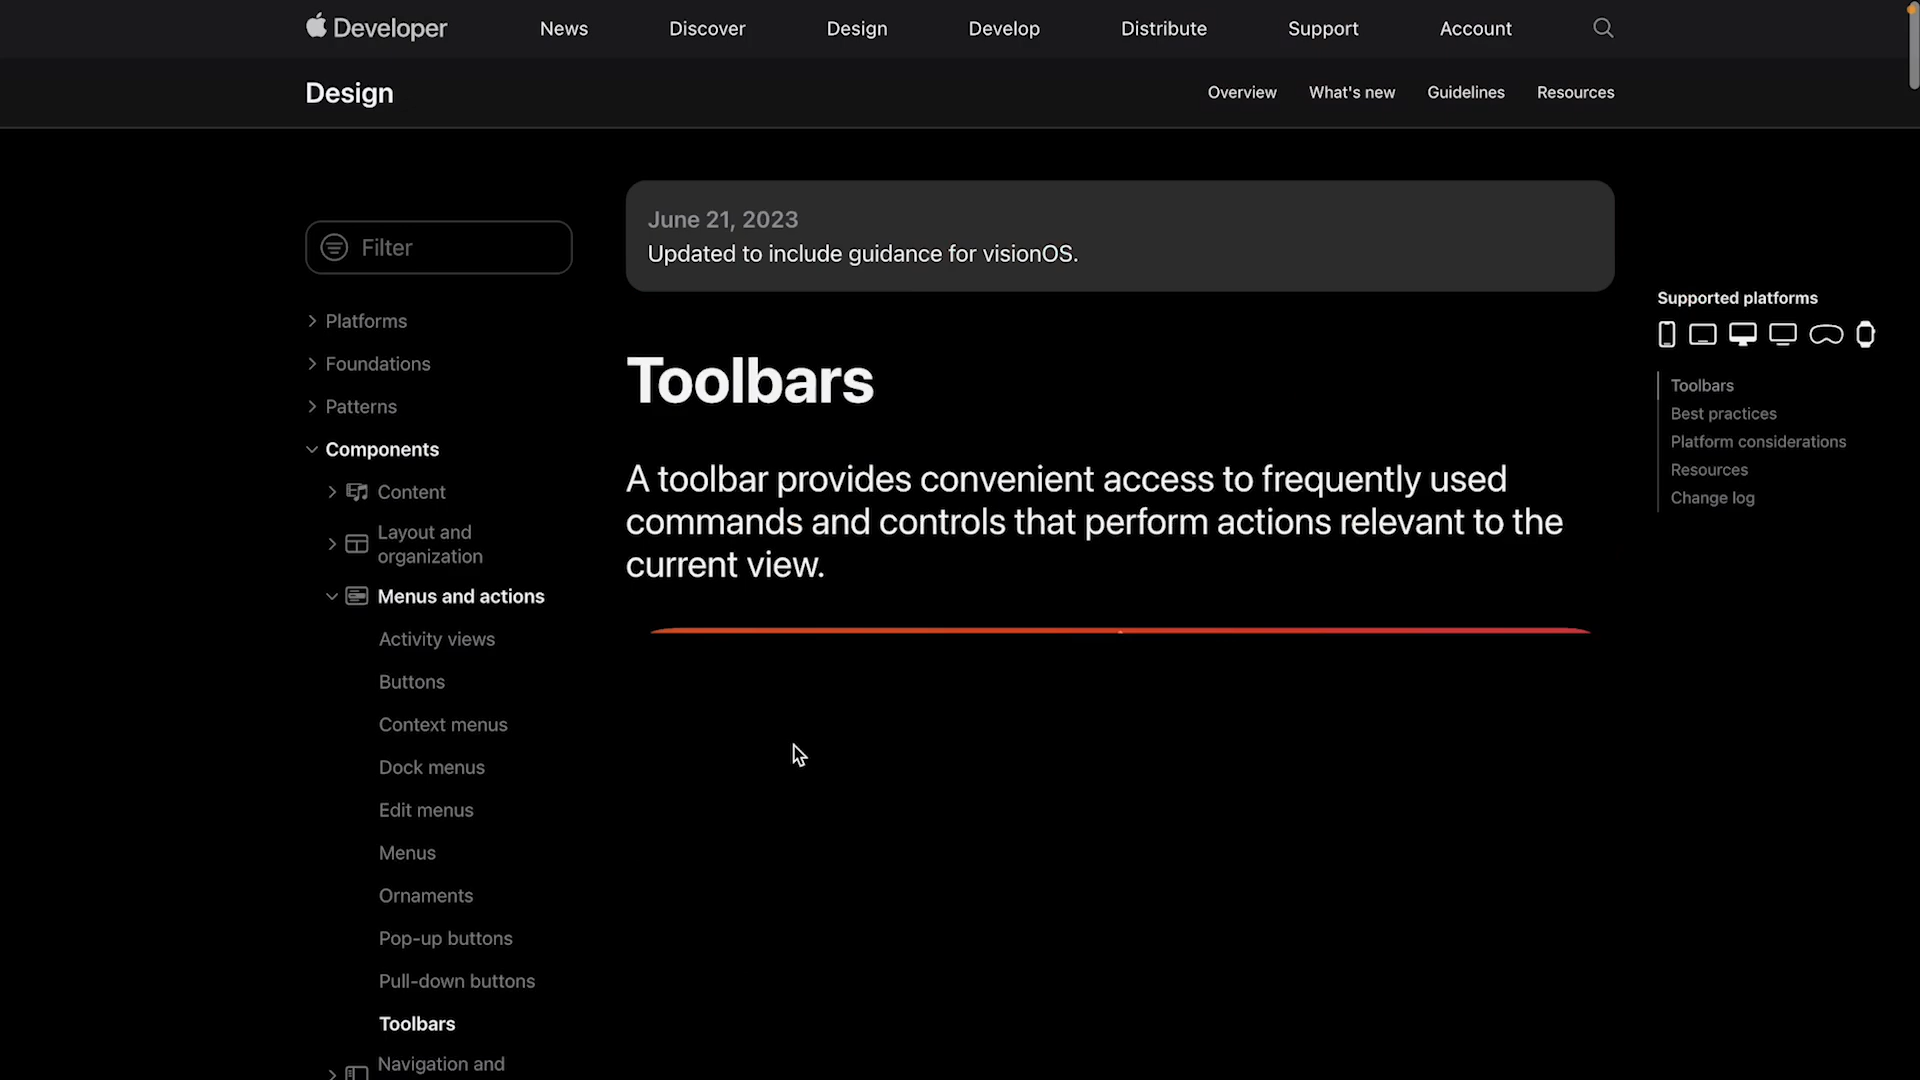 Developer
News
Discover
Design
Develop
Distribute
Support
Account
Design
Overview
What's new
Guidelines
Resources
Filter
Platforms
Foundations
Patterns
Components
Content
Layout and
organization
Menus and actions
Activity views
Buttons
Context menus
Dock menus
Edit menus
Menus
Ornaments
Pop-up buttons
Pull-down buttons
Toolbars
Navigation and
June 21, 2023
Updated to include guidance for visionOS.
Toolbars
A toolbar provides convenient access to frequently used
commands and controls that perform actions relevant to the
current view.
Supported platforms
Toolbars
Best practices
Platform considerations
Resources
Change log